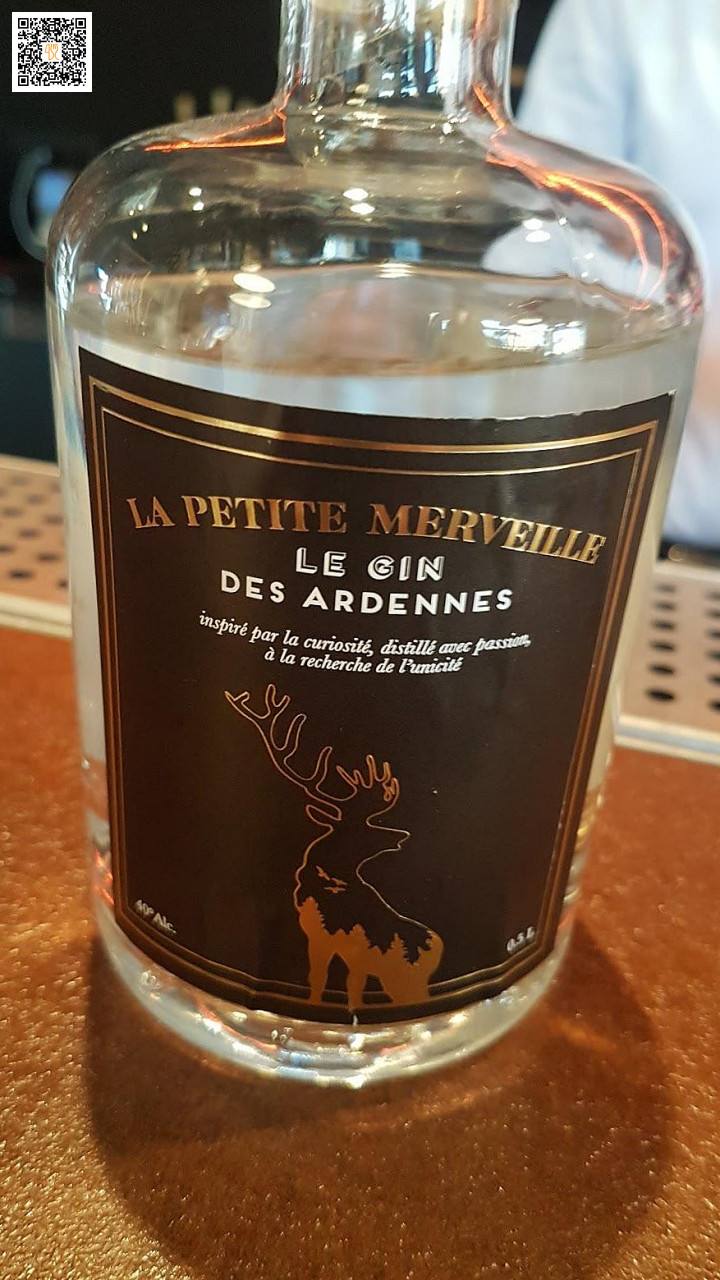 LA PETITE MERVEILLE
LE GIN
DES ARDENNES
inspiré par la curiosité, distillé avec passion,
à la recherche de l'unicité
40° Alc.
0.5 L